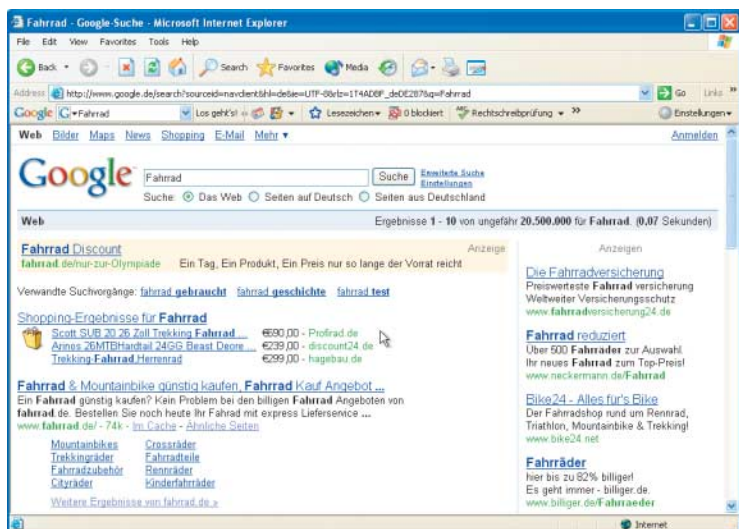 Fahrrad - Google-Suche - Microsoft Internet Explorer
File Edit View Favorites Tools Help
Back Search Favorites Media
Address http://www.google.de/search?sourceid=navclient&hl=de&ie=UTF-8&rlz=1T4ADBF_deDE287&q=Fahrrad Go Links »
Google G Fahrrad Los geht's! Lesezeichen 0 blockiert Rechtschreibprüfung » Einstellungen
Web Bilder Maps News Shopping E-Mail Mehr ▼ Anmelden
Google Fahrrad Suche Erweiterte Suche
Einstellungen
Suche: Das Web Seiten auf Deutsch Seiten aus Deutschland
Web Ergebnisse 1 - 10 von ungefähr 20.500.000 für Fahrrad. (0,07 Sekunden)
Fahrrad Discount Anzeige
fahrrad.de/nur-zur-Olympiade Ein Tag, Ein Produkt, Ein Preis nur so lange der Vorrat reicht
Verwandte Suchvorgänge: fahrrad gebraucht fahrrad geschichte fahrrad test
Shopping-Ergebnisse für Fahrrad
Scott SUB 20 26 Zoll Trekking Fahrrad ... €690,00 - Profirad.de
Arinos 26MTBHardtail 24GG Beast Deore ... €239,00 - discount24.de
Trekking-Fahrrad,Herrenrad €299,00 - hagebau.de
Fahrrad & Mountainbike günstig kaufen, Fahrrad Kauf Angebot ...
Ein Fahrrad günstig kaufen? Kein Problem bei den billigen Fahrrad Angeboten von
fahrrad.de. Bestellen Sie noch heute Ihr Fahrad mit express Lieferservice ...
www.fahrrad.de/ - 74k - Im Cache - Ähnliche Seiten
Mountainbikes Crossräder
Trekkingräder Fahrradteile
Fahrradzubehör Rennräder
Cityräder Kinderfahrräder
Weitere Ergebnisse von fahrrad.de »
Anzeigen
Die Fahrradversicherung
Preiswerteste Fahrrad versicherung
Weltweiter Versicherungsschutz
www.fahrradversicherung24.de
Fahrrad reduziert
Über 500 Fahrräder zur Auswahl.
Ihr neues Fahrrad zum Top-Preis!
www.neckermann.de/Fahrrad
Bike24 - Alles für's Bike
Der Fahrradshop rund um Rennrad,
Triathlon, Mountainbike & Trekking!
www.bike24.net
Fahrräder
hier bis zu 82% billiger!
Es geht immer - billiger.de.
www.billiger.de/Fahrraeder
Internet